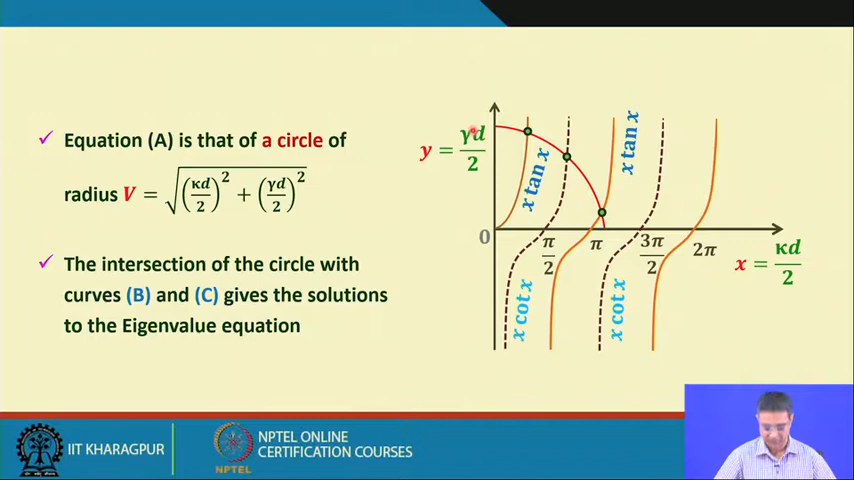 ✓ Equation (A) is that of a circle of
radius V = √((κd/2)² + (γd/2)²)
✓ The intersection of the circle with
curves (B) and (C) gives the solutions
to the Eigenvalue equation
y = γd/2
x tan x
x tan x
0
π/2
π
3π/2
2π
x = κd/2
x cot x
x cot x
IIT KHARAGPUR
NPTEL
NPTEL ONLINE
CERTIFICATION COURSES